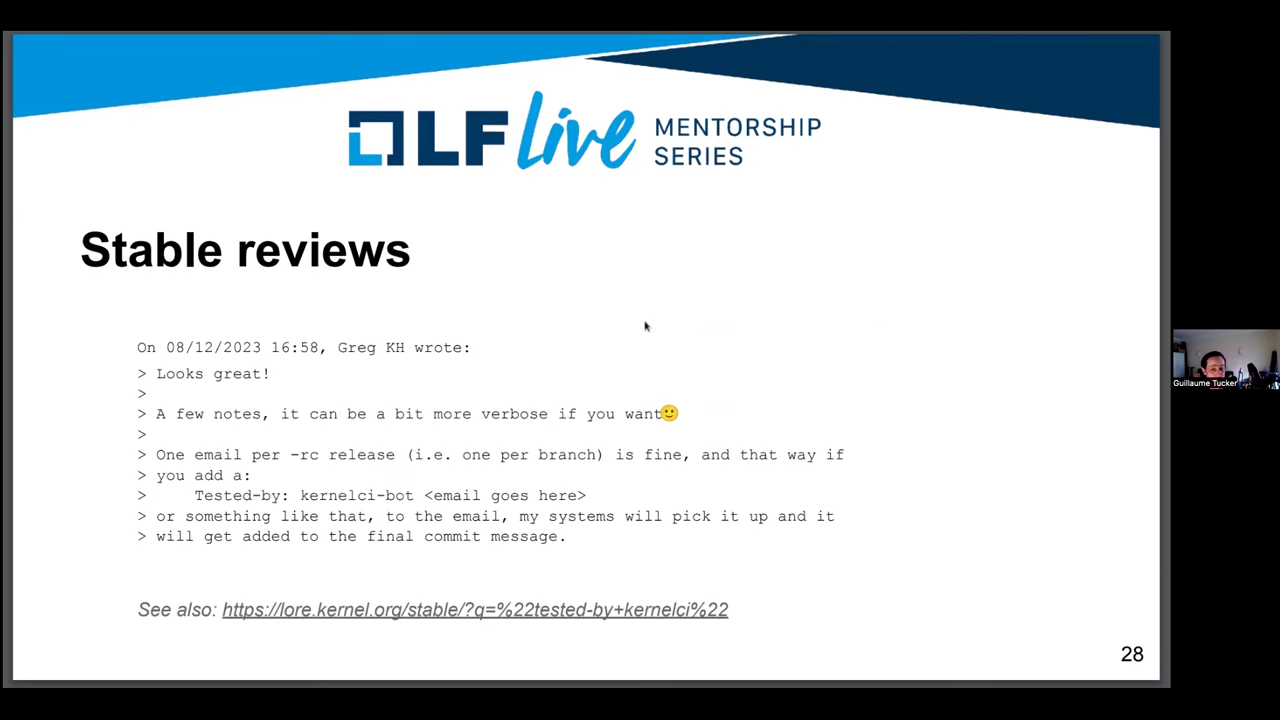 LF live MENTORSHIP
SERIES
Stable reviews
On 08/12/2023 16:58, Greg KH wrote:
> Looks great!
>
> A few notes, it can be a bit more verbose if you want🙂
>
> One email per -rc release (i.e. one per branch) is fine, and that way if
> you add a:
> Tested-by: kernelci-bot <email goes here>
> or something like that, to the email, my systems will pick it up and it
> will get added to the final commit message.
See also: https://lore.kernel.org/stable/?q=%22tested-by+kernelci%22
28
Guillaume Tucker